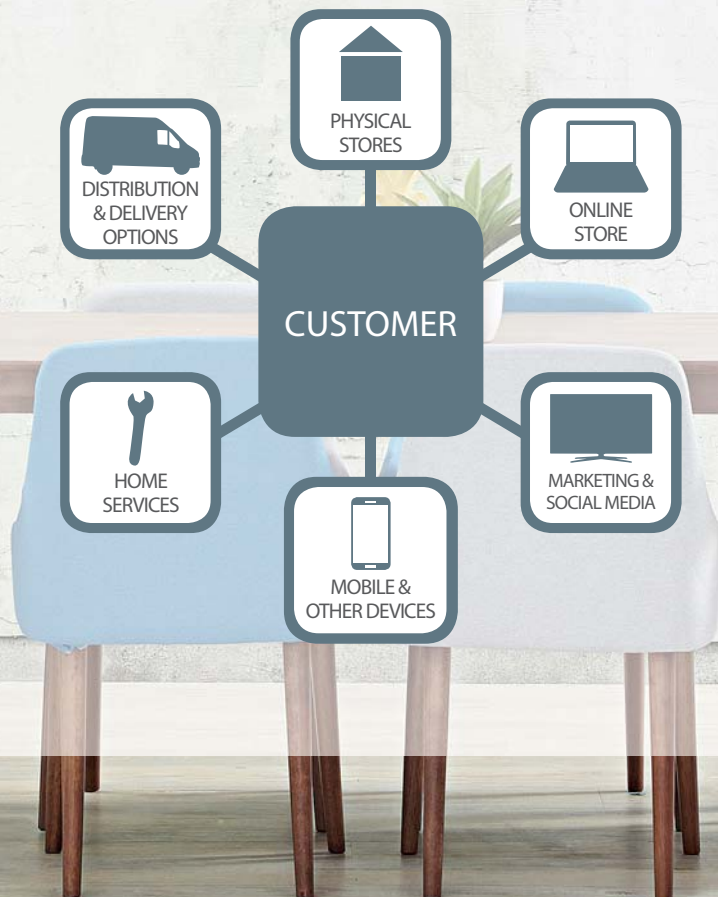 PHYSICAL
STORES
DISTRIBUTION
& DELIVERY
OPTIONS
ONLINE
STORE
CUSTOMER
HOME
SERVICES
MARKETING &
SOCIAL MEDIA
MOBILE &
OTHER DEVICES